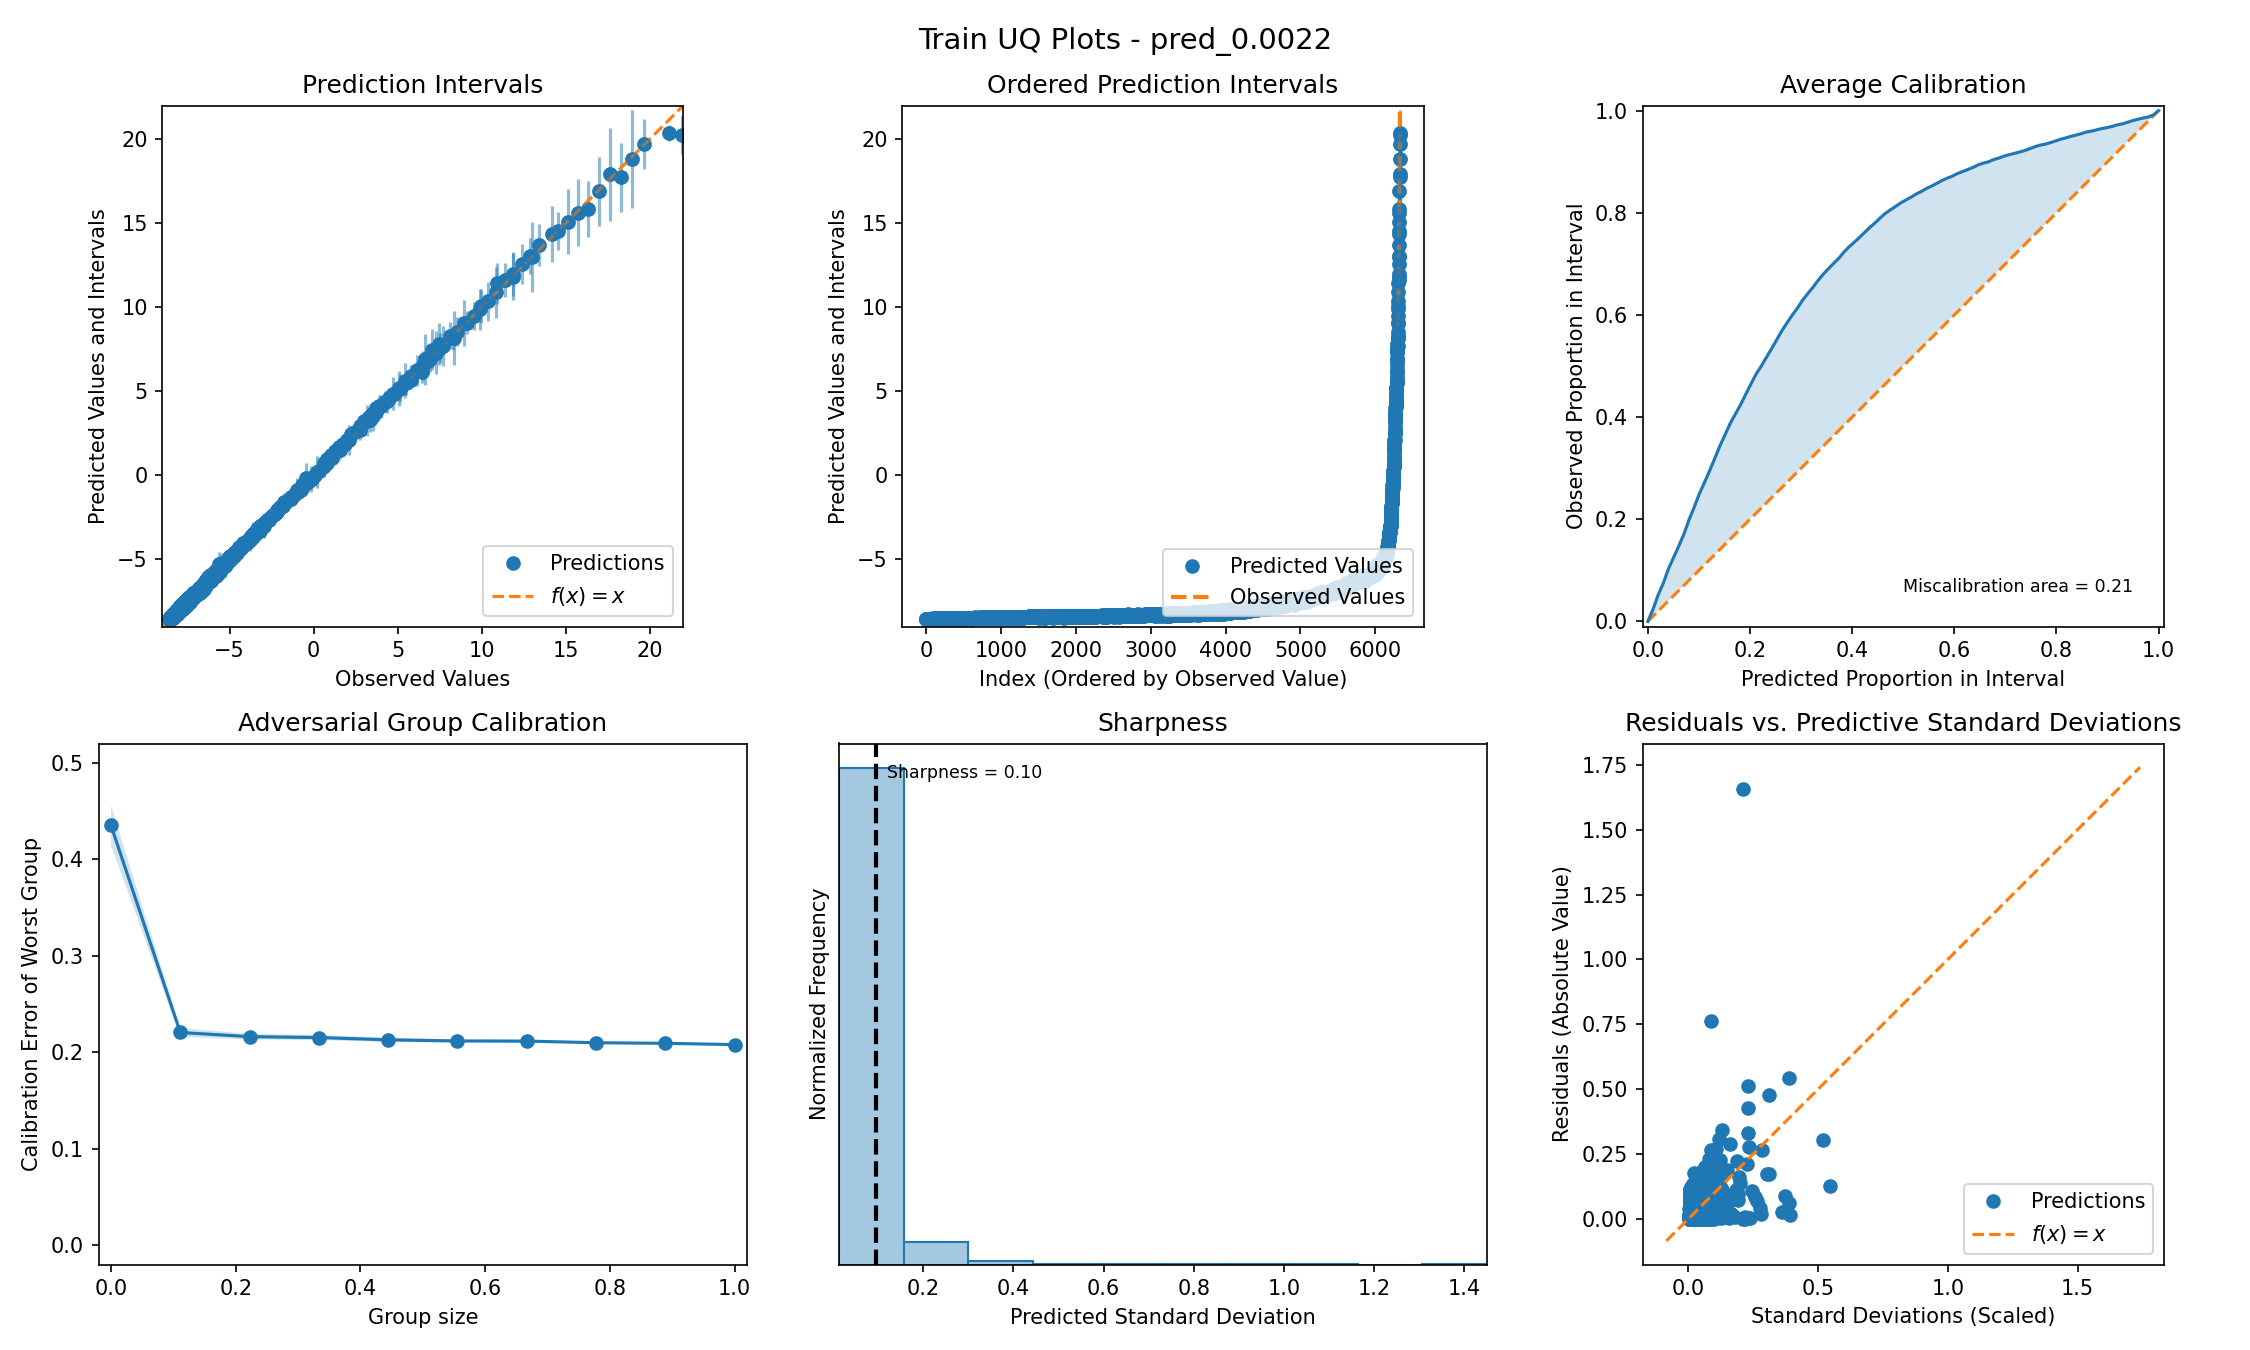 Train UQ Plots - pred_0.0022
Prediction Intervals
Predicted Values and Intervals
20
15
10
5
0
−5
−5 0 5 10 15 20
Observed Values
Predictions
f(x) = x
Ordered Prediction Intervals
Predicted Values and Intervals
20
15
10
5
0
−5
0 1000 2000 3000 4000 5000 6000
Index (Ordered by Observed Value)
Predicted Values
Observed Values
Average Calibration
Observed Proportion in Interval
1.0
0.8
0.6
0.4
0.2
0.0
0.0 0.2 0.4 0.6 0.8 1.0
Predicted Proportion in Interval
Miscalibration area = 0.21
Adversarial Group Calibration
Calibration Error of Worst Group
0.5
0.4
0.3
0.2
0.1
0.0
0.0 0.2 0.4 0.6 0.8 1.0
Group size
Sharpness
Normalized Frequency
Sharpness = 0.10
0.2 0.4 0.6 0.8 1.0 1.2 1.4
Predicted Standard Deviation
Residuals vs. Predictive Standard Deviations
Residuals (Absolute Value)
1.75
1.50
1.25
1.00
0.75
0.50
0.25
0.00
0.0 0.5 1.0 1.5
Standard Deviations (Scaled)
Predictions
f(x) = x